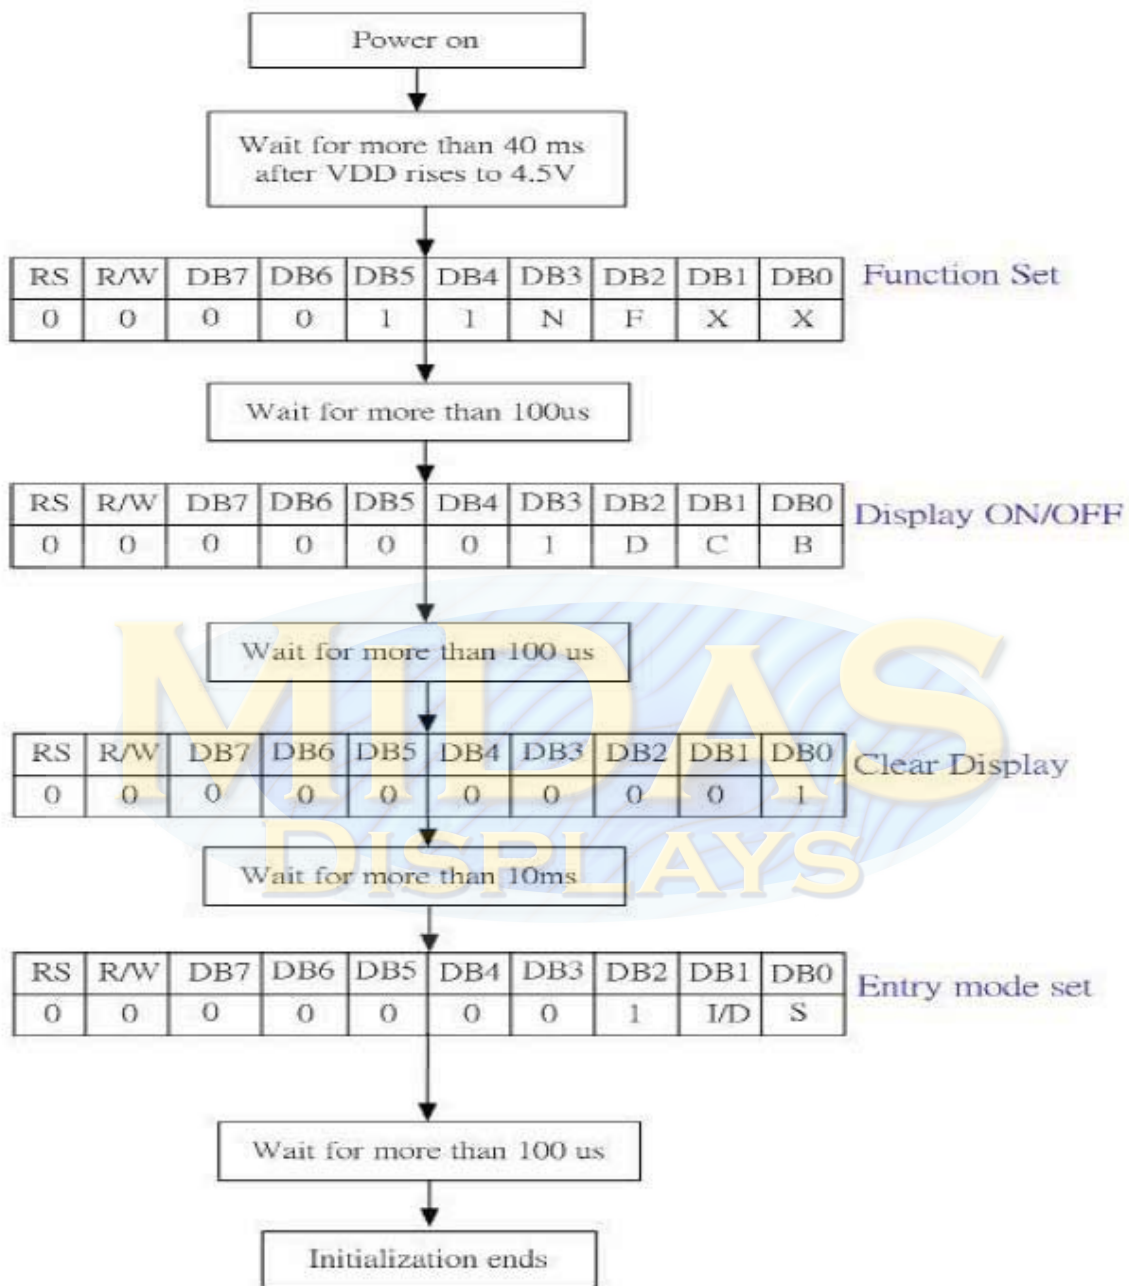 Power on
Wait for more than 40 ms
after VDD rises to 4.5V
RS R/W DB7 DB6 DB5 DB4 DB3 DB2 DB1 DB0 Function Set
0 0 0 0 1 1 N F X X
Wait for more than 100us
RS R/W DB7 DB6 DB5 DB4 DB3 DB2 DB1 DB0 Display ON/OFF
0 0 0 0 0 0 1 D C B
Wait for more than 100 us
MIDAS
RS R/W DB7 DB6 DB5 DB4 DB3 DB2 DB1 DB0 Clear Display
0 0 0 0 0 0 0 0 0 1
DISPLAYS
Wait for more than 10ms
RS R/W DB7 DB6 DB5 DB4 DB3 DB2 DB1 DB0 Entry mode set
0 0 0 0 0 0 0 1 I/D S
Wait for more than 100 us
Initialization ends